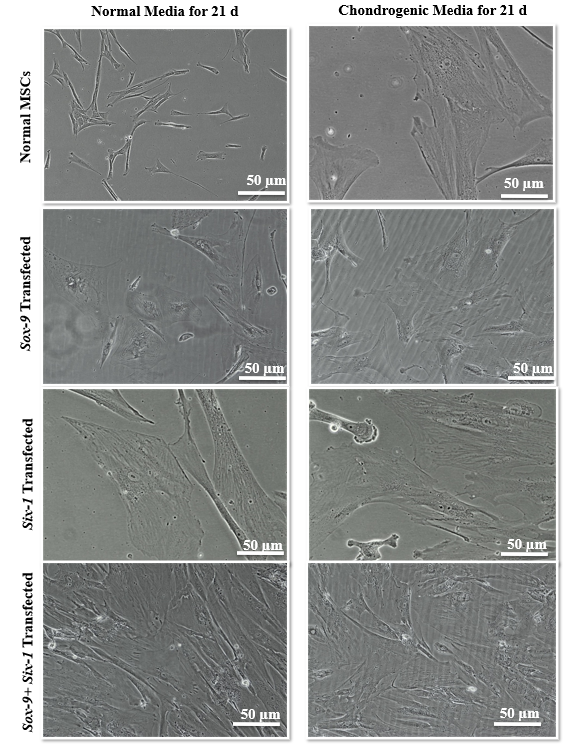 Normal Media for 21 d
Chondrogenic Media for 21 d
Normal MSCs
50 µm
50 µm
Sox-9 Transfected
50 µm
50 µm
Six-1 Transfected
50 µm
50 µm
Sox-9+ Six-1 Transfected
50 µm
50 µm